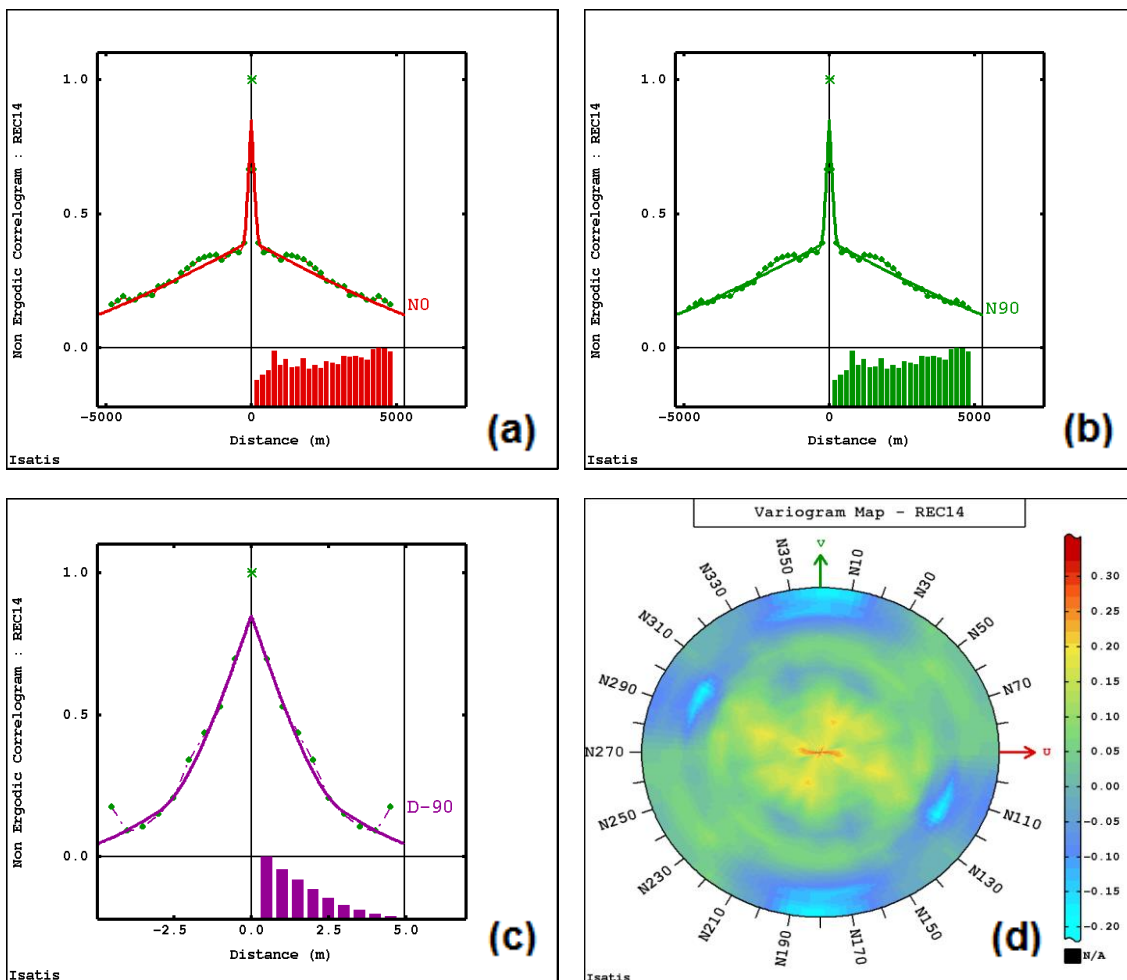 Non Ergodic Correlogram : REC14
1.0
0.5
0.0
N0
-5000
0
5000
Distance (m)
(a)
Isatis
Non Ergodic Correlogram : REC14
1.0
0.5
0.0
N90
-5000
0
5000
Distance (m)
(b)
Isatis
Non Ergodic Correlogram : REC14
1.0
0.5
0.0
D-90
-2.5
0.0
2.5
5.0
Distance (m)
(c)
Isatis
Variogram Map - REC14
V
U
N350
N10
N30
N50
N70
N110
N130
N150
N170
N190
N210
N230
N250
N270
N290
N310
N330
0.30
0.25
0.20
0.15
0.10
0.05
0.00
-0.05
-0.10
-0.15
-0.20
N/A
(d)
Isatis